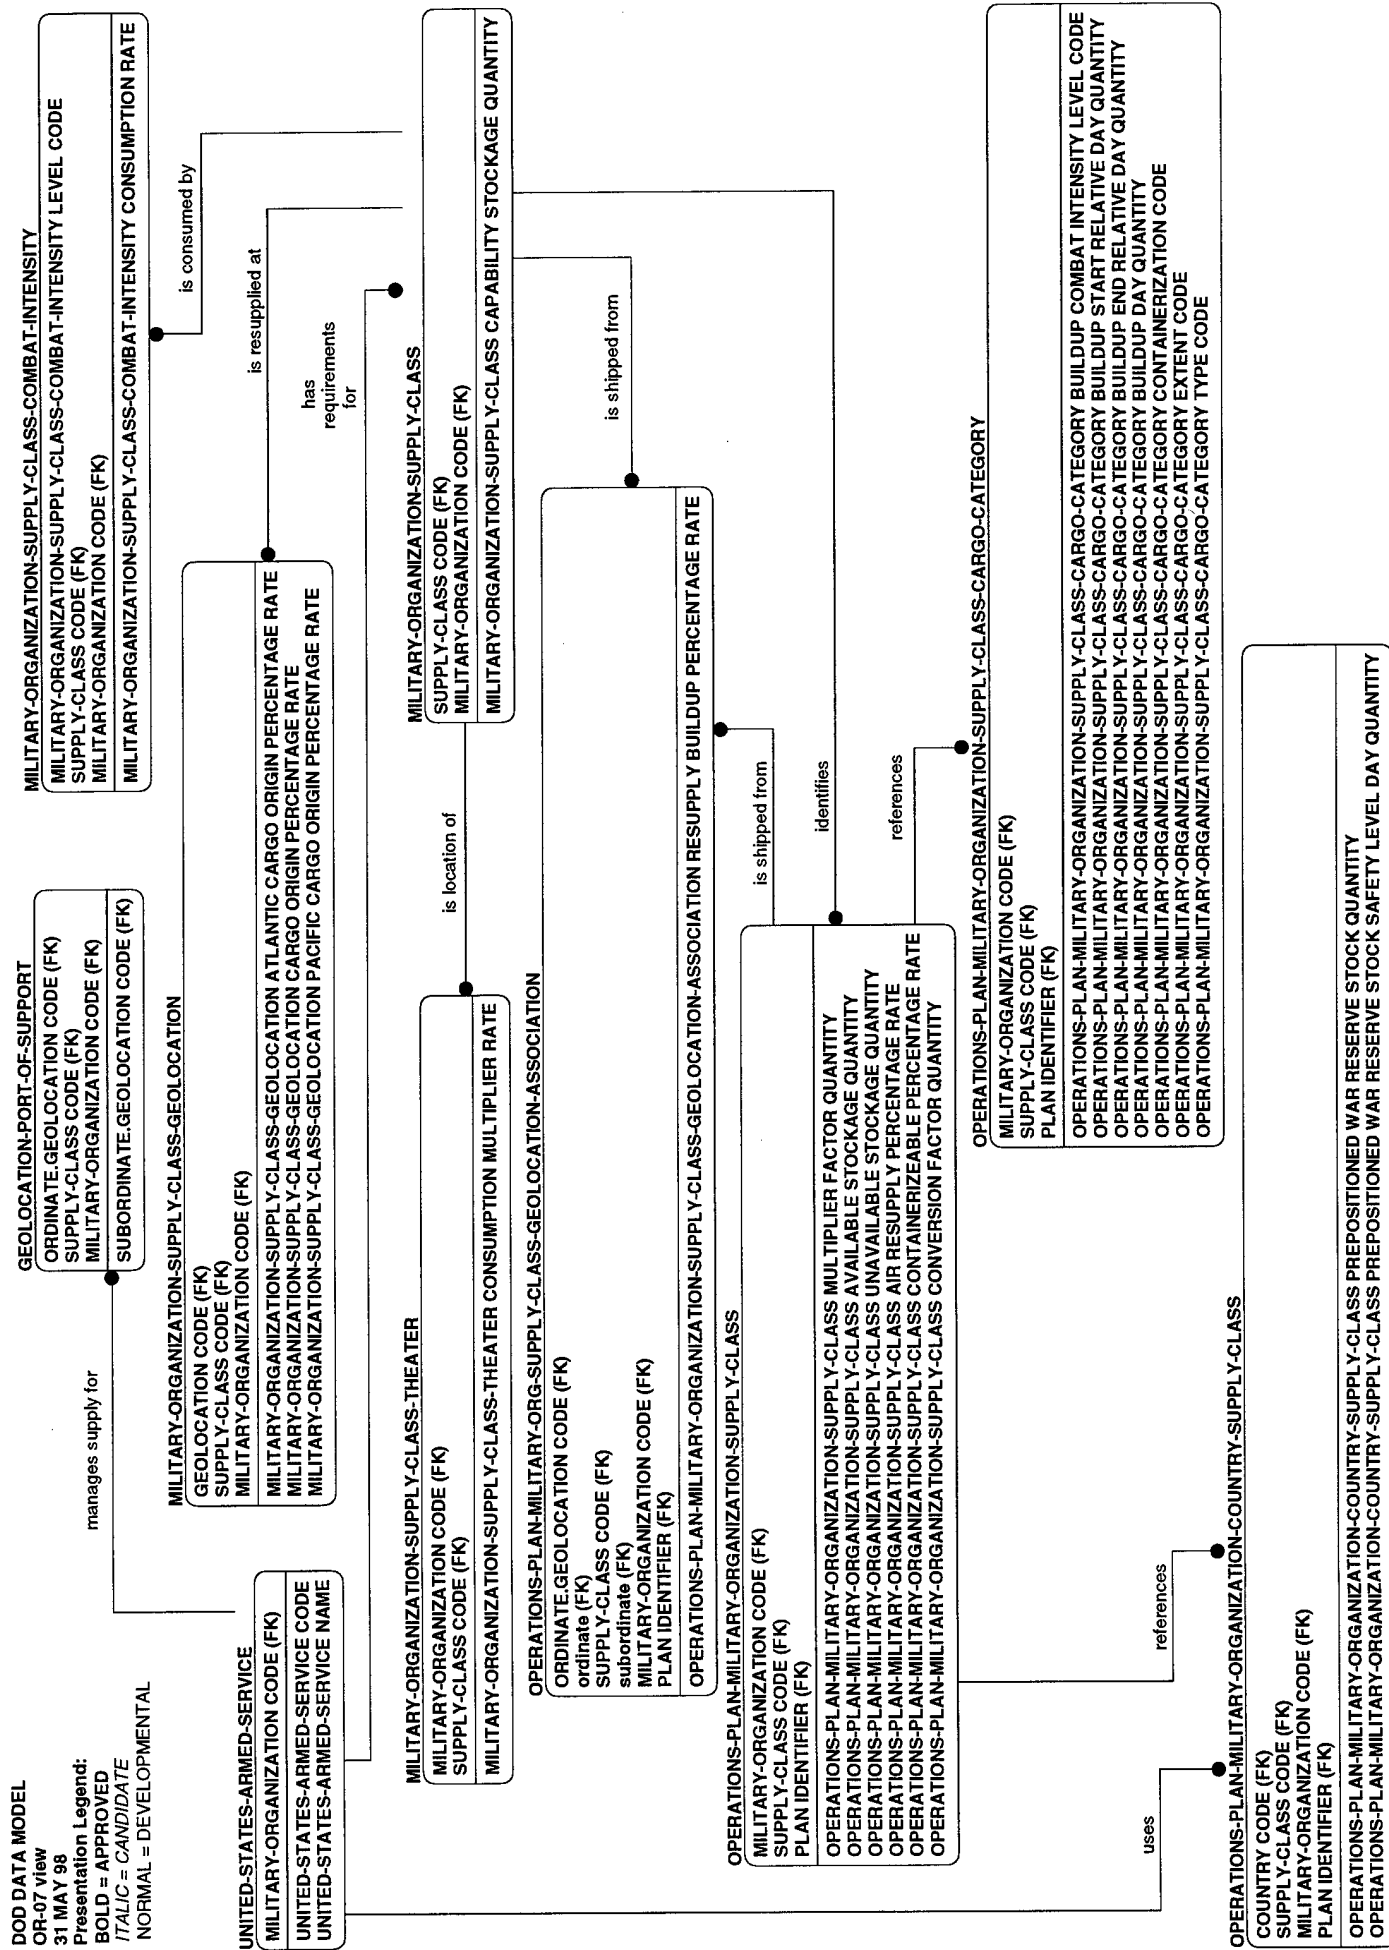 DOD DATA MODEL
OR-07 view
31 MAY 98
Presentation Legend:
BOLD = APPROVED
ITALIC = CANDIDATE
NORMAL = DEVELOPMENTAL
UNITED-STATES-ARMED-SERVICE
MILITARY-ORGANIZATION CODE (FK)
UNITED-STATES-ARMED-SERVICE CODE
UNITED-STATES-ARMED-SERVICE NAME
manages supply for
GEOLOCATION-PORT-OF-SUPPORT
ORDINATE.GEOLOCATION CODE (FK)
SUPPLY-CLASS CODE (FK)
MILITARY-ORGANIZATION CODE (FK)
SUBORDINATE.GEOLOCATION CODE (FK)
MILITARY-ORGANIZATION-SUPPLY-CLASS-COMBAT-INTENSITY
MILITARY-ORGANIZATION-SUPPLY-CLASS-COMBAT-INTENSITY LEVEL CODE
SUPPLY-CLASS CODE (FK)
MILITARY-ORGANIZATION CODE (FK)
MILITARY-ORGANIZATION-SUPPLY-CLASS-COMBAT-INTENSITY CONSUMPTION RATE
is consumed by
MILITARY-ORGANIZATION-SUPPLY-CLASS-GEOLOCATION
GEOLOCATION CODE (FK)
SUPPLY-CLASS CODE (FK)
MILITARY-ORGANIZATION CODE (FK)
MILITARY-ORGANIZATION-SUPPLY-CLASS-GEOLOCATION ATLANTIC CARGO ORIGIN PERCENTAGE RATE
MILITARY-ORGANIZATION-SUPPLY-CLASS-GEOLOCATION CARGO ORIGIN PERCENTAGE RATE
MILITARY-ORGANIZATION-SUPPLY-CLASS-GEOLOCATION PACIFIC CARGO ORIGIN PERCENTAGE RATE
is resupplied at
has
requirements
for
MILITARY-ORGANIZATION-SUPPLY-CLASS-THEATER
MILITARY-ORGANIZATION CODE (FK)
SUPPLY-CLASS CODE (FK)
MILITARY-ORGANIZATION-SUPPLY-CLASS-THEATER CONSUMPTION MULTIPLIER RATE
is location of
MILITARY-ORGANIZATION-SUPPLY-CLASS
SUPPLY-CLASS CODE (FK)
MILITARY-ORGANIZATION CODE (FK)
MILITARY-ORGANIZATION-SUPPLY-CLASS CAPABILITY STOCKAGE QUANTITY
OPERATIONS-PLAN-MILITARY-ORG-SUPPLY-CLASS-GEOLOCATION-ASSOCIATION
ORDINATE.GEOLOCATION CODE (FK)
ordinate (FK)
SUPPLY-CLASS CODE (FK)
subordinate (FK)
MILITARY-ORGANIZATION CODE (FK)
PLAN IDENTIFIER (FK)
OPERATIONS-PLAN-MILITARY-ORGANIZATION-SUPPLY-CLASS-GEOLOCATION-ASSOCIATION RESUPPLY BUILDUP PERCENTAGE RATE
is shipped from
OPERATIONS-PLAN-MILITARY-ORGANIZATION-SUPPLY-CLASS
MILITARY-ORGANIZATION CODE (FK)
SUPPLY-CLASS CODE (FK)
PLAN IDENTIFIER (FK)
OPERATIONS-PLAN-MILITARY-ORGANIZATION-SUPPLY-CLASS MULTIPLIER FACTOR QUANTITY
OPERATIONS-PLAN-MILITARY-ORGANIZATION-SUPPLY-CLASS AVAILABLE STOCKAGE QUANTITY
OPERATIONS-PLAN-MILITARY-ORGANIZATION-SUPPLY-CLASS UNAVAILABLE STOCKAGE QUANTITY
OPERATIONS-PLAN-MILITARY-ORGANIZATION-SUPPLY-CLASS AIR RESUPPLY PERCENTAGE RATE
OPERATIONS-PLAN-MILITARY-ORGANIZATION-SUPPLY-CLASS CONTAINERIZEABLE PERCENTAGE RATE
OPERATIONS-PLAN-MILITARY-ORGANIZATION-SUPPLY-CLASS CONVERSION FACTOR QUANTITY
is shipped from
identifies
references
OPERATIONS-PLAN-MILITARY-ORGANIZATION-SUPPLY-CLASS-CARGO-CATEGORY
MILITARY-ORGANIZATION CODE (FK)
SUPPLY-CLASS CODE (FK)
PLAN IDENTIFIER (FK)
OPERATIONS-PLAN-MILITARY-ORGANIZATION-SUPPLY-CLASS-CARGO-CATEGORY BUILDUP COMBAT INTENSITY LEVEL CODE
OPERATIONS-PLAN-MILITARY-ORGANIZATION-SUPPLY-CLASS-CARGO-CATEGORY BUILDUP START RELATIVE DAY QUANTITY
OPERATIONS-PLAN-MILITARY-ORGANIZATION-SUPPLY-CLASS-CARGO-CATEGORY BUILDUP END RELATIVE DAY QUANTITY
OPERATIONS-PLAN-MILITARY-ORGANIZATION-SUPPLY-CLASS-CARGO-CATEGORY BUILDUP DAY QUANTITY
OPERATIONS-PLAN-MILITARY-ORGANIZATION-SUPPLY-CLASS-CARGO-CATEGORY CONTAINERIZATION CODE
OPERATIONS-PLAN-MILITARY-ORGANIZATION-SUPPLY-CLASS-CARGO-CATEGORY EXTENT CODE
OPERATIONS-PLAN-MILITARY-ORGANIZATION-SUPPLY-CLASS-CARGO-CATEGORY TYPE CODE
uses
references
OPERATIONS-PLAN-MILITARY-ORGANIZATION-COUNTRY-SUPPLY-CLASS
COUNTRY CODE (FK)
SUPPLY-CLASS CODE (FK)
MILITARY-ORGANIZATION CODE (FK)
PLAN IDENTIFIER (FK)
OPERATIONS-PLAN-MILITARY-ORGANIZATION-COUNTRY-SUPPLY-CLASS PREPOSITIONED WAR RESERVE STOCK QUANTITY
OPERATIONS-PLAN-MILITARY-ORGANIZATION-COUNTRY-SUPPLY-CLASS PREPOSITIONED WAR RESERVE STOCK SAFETY LEVEL DAY QUANTITY